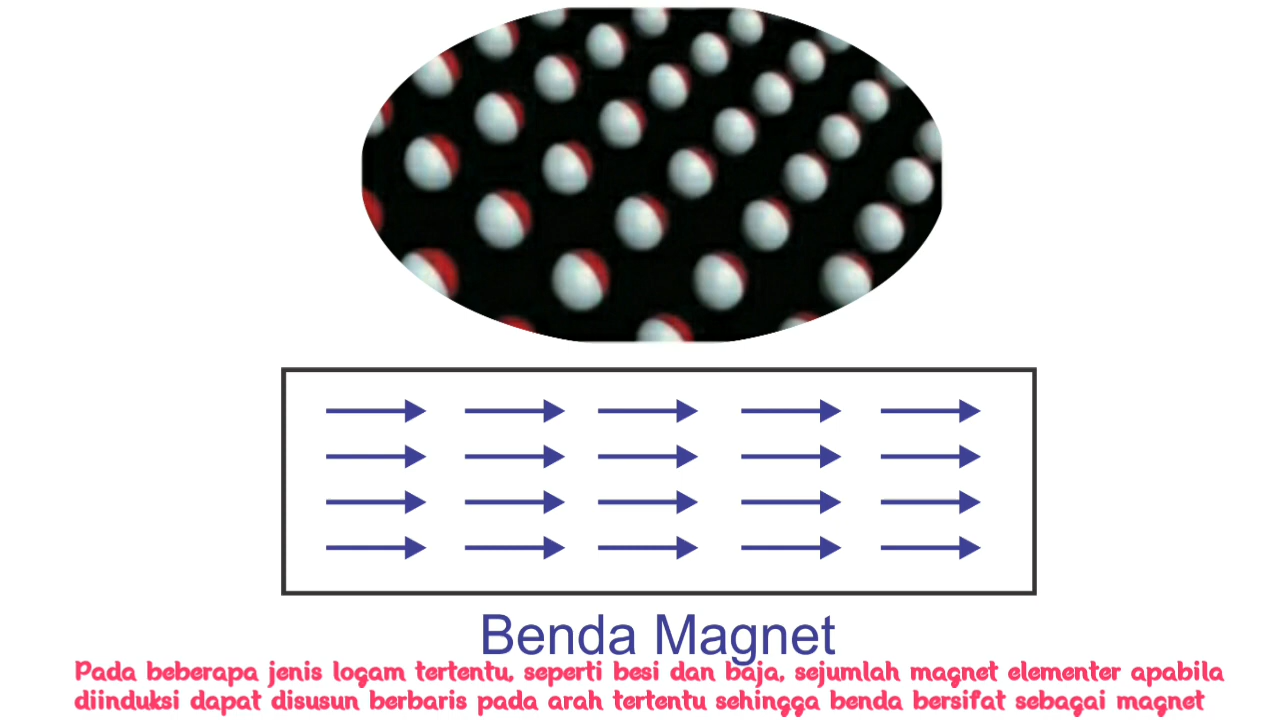 Benda Magnet
Pada beberapa jenis logam tertentu, seperti besi dan baja, sejumlah magnet elementer apabila
diinduksi dapat disusun berbaris pada arah tertentu sehingga benda bersifat sebagai magnet